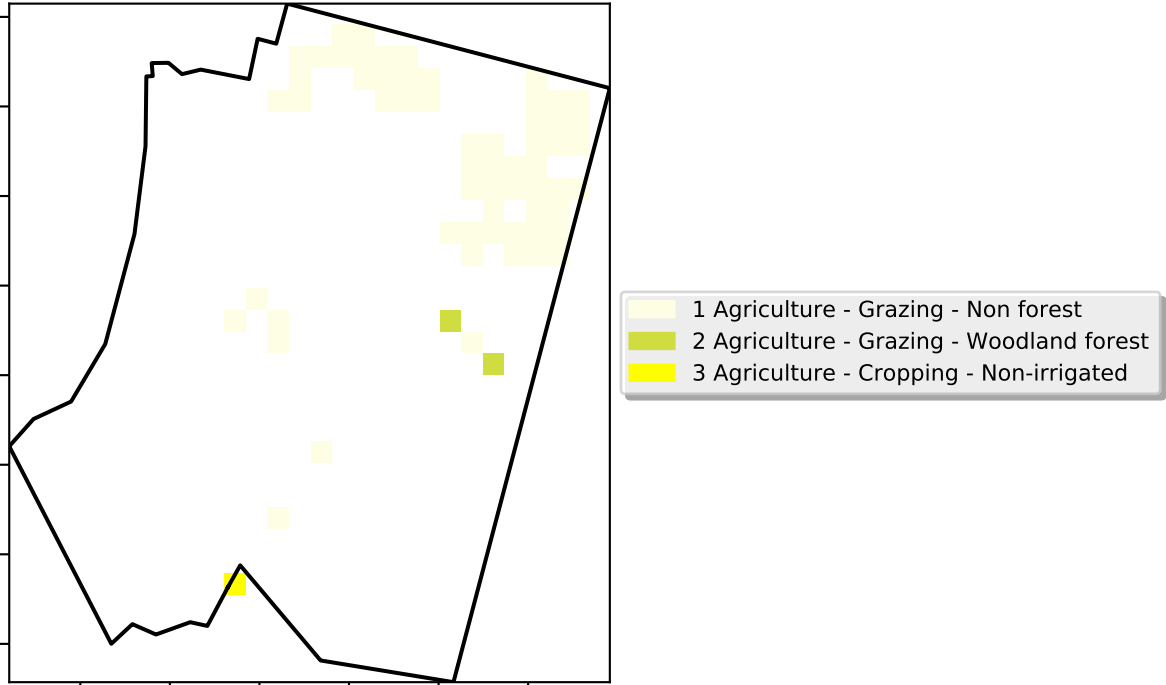 1 Agriculture - Grazing - Non forest
2 Agriculture - Grazing - Woodland forest
3 Agriculture - Cropping - Non-irrigated